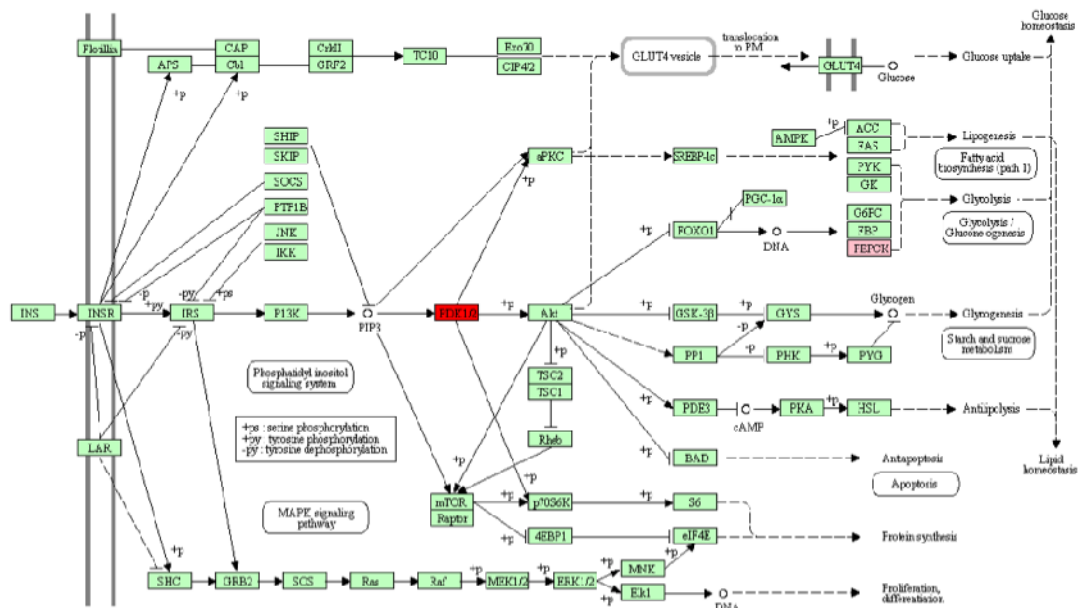 Glucose
homeostasis
Flotillin
CAP
CrkII
Exo70
TC10
translocation
to PM
APS
Cbl
GRF2
CIP4/2
GLUT4 vesicle
GLUT4
Glucose
Glucose uptake
+p
+p
SHIP
SKIP
SOCS
PTP1B
JNK
IKK
aPKC
+p
SREBP-1c
AMPK
+p
ACC
FAS
PYK
GK
Lipogenesis
Fatty acid
biosynthesis (path 1)
PGC-1α
FOXO1
+p
DNA
G6PC
FBP
PEPCK
Glycolysis
Glycolysis /
Gluconeogenesis
-p
+py
-py
+ps
INS
INSR
IRS
PI3K
PIP3
PDK1/2
+p
Akt
+p
GSK-3β
GYS
Glycogen
Glycogenesis
-p
-py
-p
PP1
-p
PHK
+p
PYG
Starch and sucrose
metabolism
+p
Phosphatidyl inositol
signaling system
TSC2
TSC1
+p
PDE3
cAMP
PKA
+p
HSL
Antilipolysis
+ps : serine phosphorylation
+py : tyrosine phosphorylation
-py : tyrosine dephosphorylation
LAR
Rheb
+p
+p
BAD
Antiapoptosis
Apoptosis
Lipid
homeostasis
MAPK signaling
pathway
mTOR
Raptor
+p
p70S6K
+p
S6
+p
4EBP1
eIF4E
Protein synthesis
+p
SHC
GRB2
SOS
Ras
Raf
+p
MEK1/2
+p
ERK1/2
+p
MNK
+p
+p
Elk1
DNA
Proliferation,
differentiation